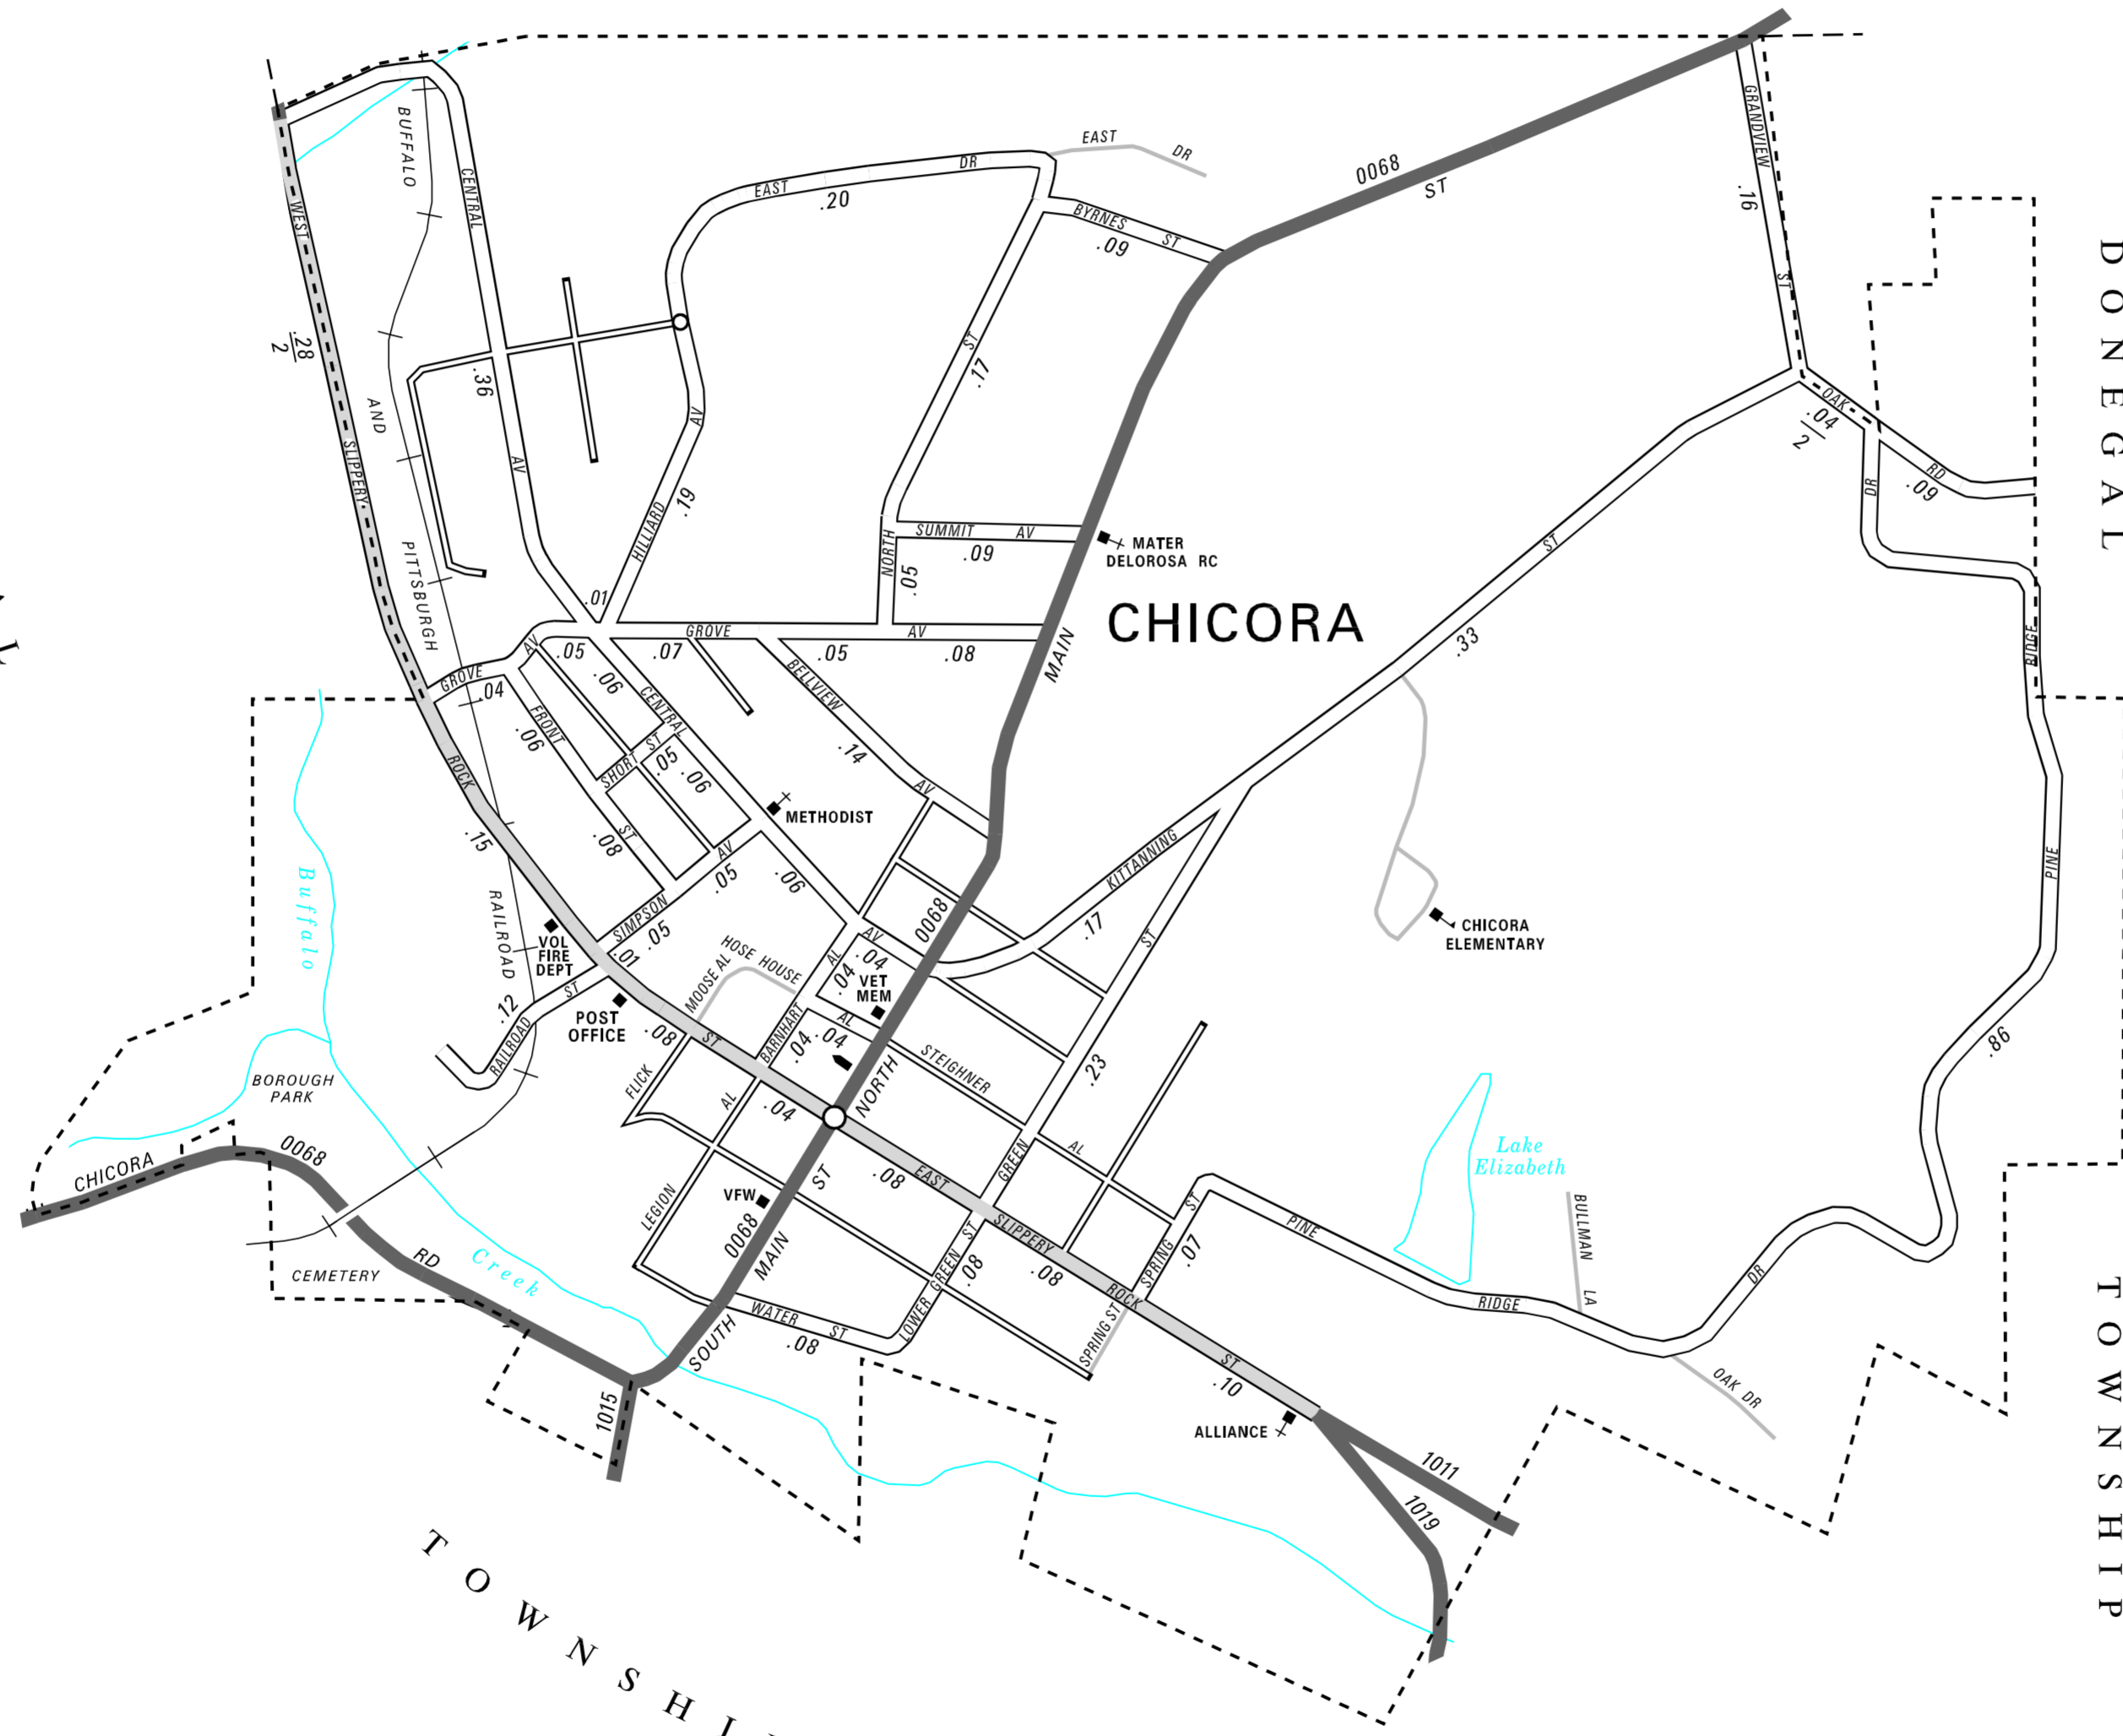 0068
ST
EAST DR
EAST DR
.20
BYRNES ST
.09
GRANDVIEW ST
.16
DONEGAL
BUFFALO
AND
PITTSBURGH
RAILROAD
WEST
SLIPPERY
ROCK
ST
.28
2
CENTRAL
AV
.36
ST
.17
NORTH
.05
HILLIARD
AV
.19
.01
SUMMIT AV
.09
MATER
DELOROSA RC
CHICORA
MAIN
OAK
RD
.04
2
.09
DR
RIDGE
PINE
.86
GROVE AV
.05
.07
.05
.08
GROVE
AV
.04
.06
CENTRAL
.06
FRONT
ST
.06
.08
SHORT ST
.05
BELLVIEW
AV
.14
METHODIST
.06
AV
SIMPSON AV
.05
.05
.01
.15
ST
.33
KITTANNING
.17
CHICORA
ELEMENTARY
Buffalo
Creek
VOL
FIRE
DEPT
POST
OFFICE
RAILROAD ST
.12
.08
MOOSE AL
HOSE HOUSE
BARNHART AL
.04
.04
.04
.04
VET
MEM
AL
STEIGHNER
AL
0068
NORTH
GREEN
ST
.23
BOROUGH
PARK
CHICORA
0068
RD
CEMETERY
1015
FLICK
AL
LEGION
.04
VFW
0068
MAIN ST
SOUTH
WATER ST
.08
LOWER GREEN ST
.08
EAST
SLIPPERY
ROCK
ST
.08
.08
.10
SPRING ST
.07
SPRING ST
PINE
RIDGE
DR
Lake
Elizabeth
BULLMAN LA
OAK DR
ALLIANCE
1011
1019
TOWNSHIP
TOWNSHI
L